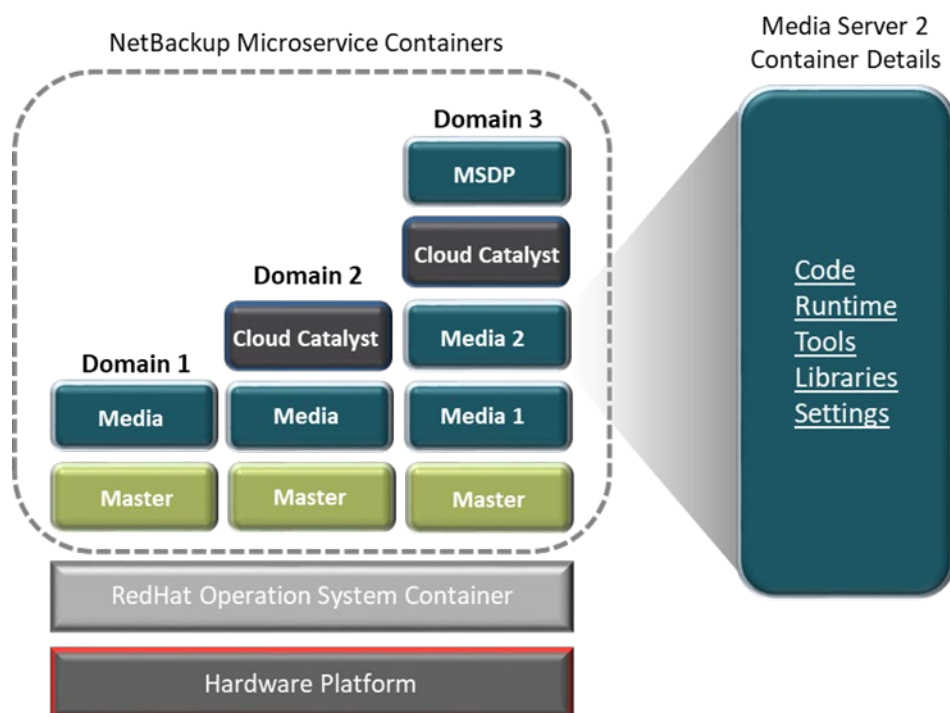 NetBackup Microservice Containers
Media Server 2
Container Details
Domain 3
MSDP
Cloud Catalyst
Domain 2
Cloud Catalyst
Media 2
Domain 1
Media
Media
Media 1
Master
Master
Master
Code
Runtime
Tools
Libraries
Settings
RedHat Operation System Container
Hardware Platform